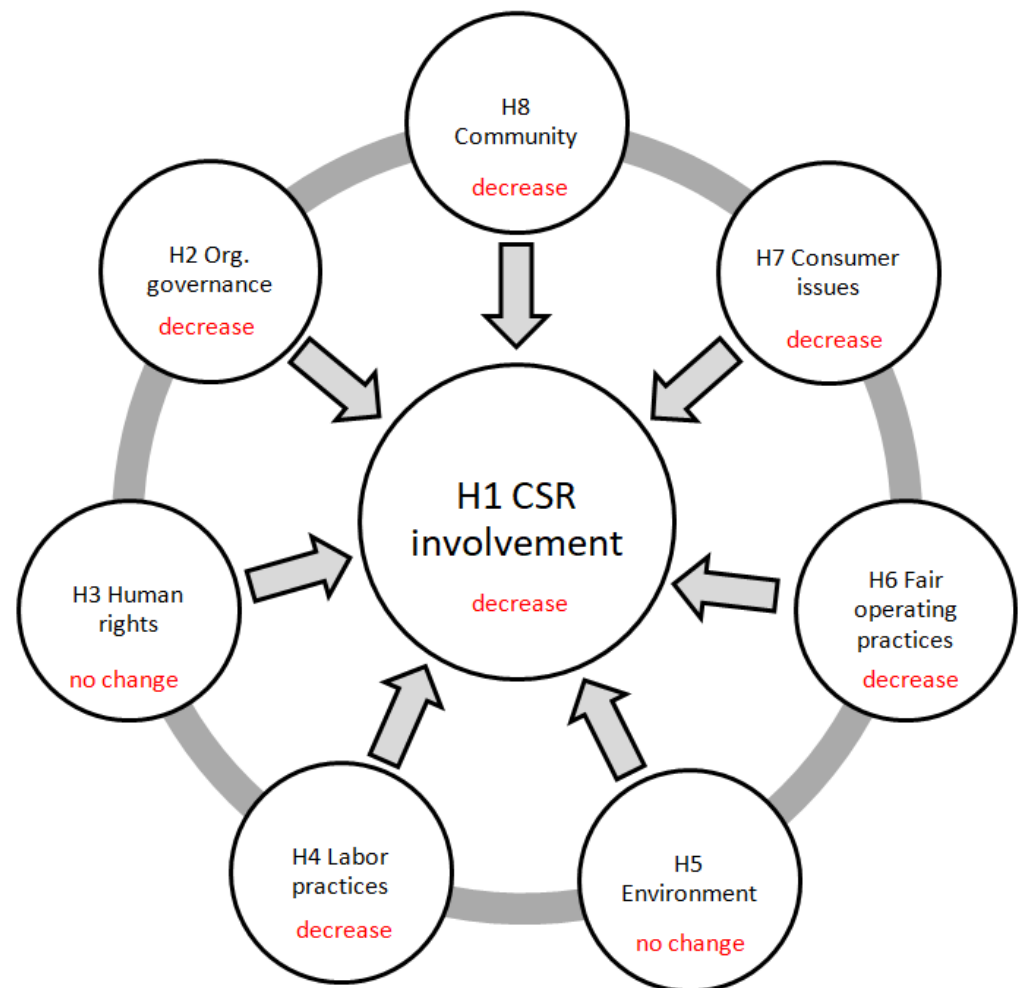 H8
Community
decrease
H7 Consumer
issues
decrease
H2 Org.
governance
decrease
H1 CSR
involvement
decrease
H3 Human
rights
no change
H6 Fair
operating
practices
decrease
H4 Labor
practices
decrease
H5
Environment
no change